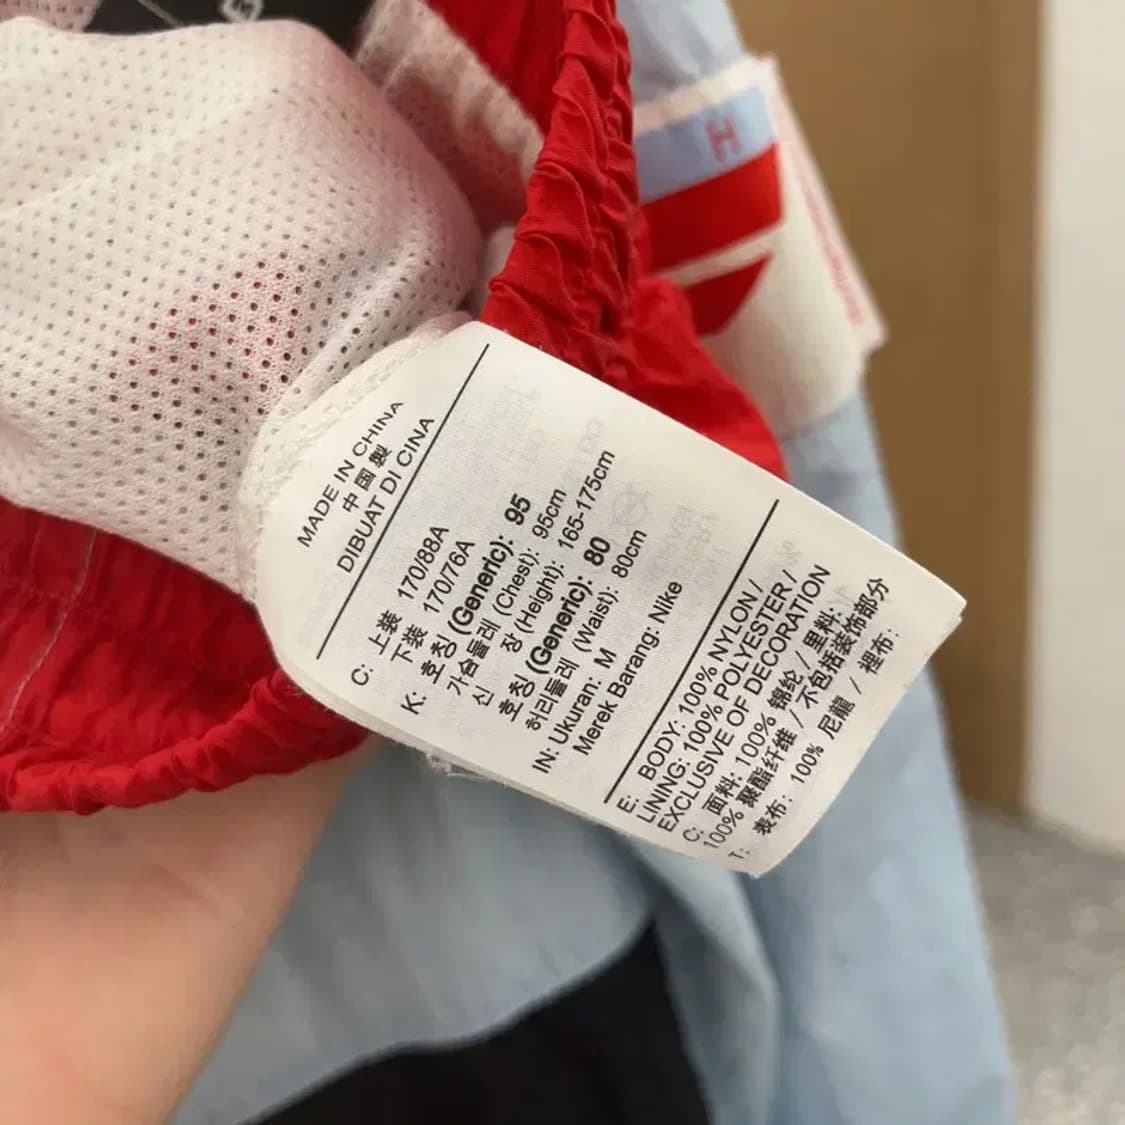 MADE IN CHINA
中国製
DIBUAT DI CINA
C: 上装 170/88A
下装 170/76A
K: 호칭 (Generic): 95
가슴둘레 (Chest): 95cm
신 장 (Height): 165-175cm
호칭 (Generic): 80
허리둘레 (Waist): 80cm
IN: Ukuran: M
Merek Barang: Nike
E: BODY: 100% NYLON /
LINING: 100% POLYESTER /
EXCLUSIVE OF DECORATION
C: 面料: 100% 锦纶 / 里料:
100% 聚酯纤维 / 不包括装饰部分
T: 表布: 100% 尼龍 / 裡布:
H